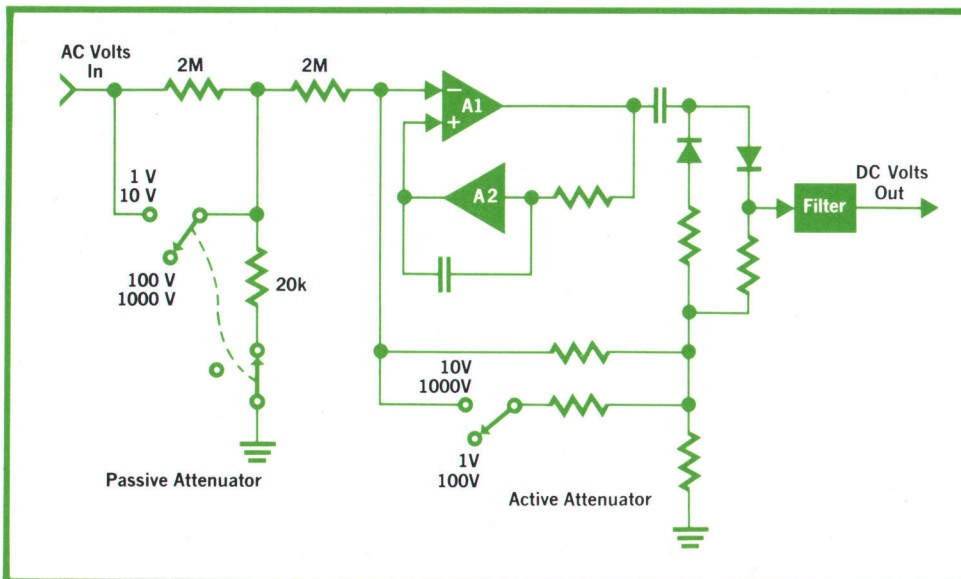 AC Volts
In
2M
2M
A1
−
+
A2
1 V
10 V
100 V
1000 V
20k
10V
1000V
1V
100V
Filter
DC Volts
Out
Passive Attenuator
Active Attenuator